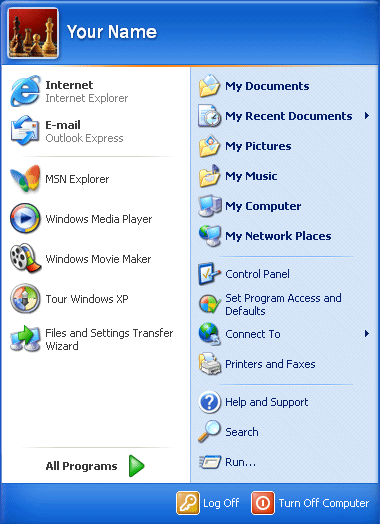 Your Name
Internet
Internet Explorer
E-mail
Outlook Express
MSN Explorer
Windows Media Player
Windows Movie Maker
Tour Windows XP
Files and Settings Transfer
Wizard
All Programs
My Documents
My Recent Documents
My Pictures
My Music
My Computer
My Network Places
Control Panel
Set Program Access and
Defaults
Connect To
Printers and Faxes
Help and Support
Search
Run...
Log Off
Turn Off Computer